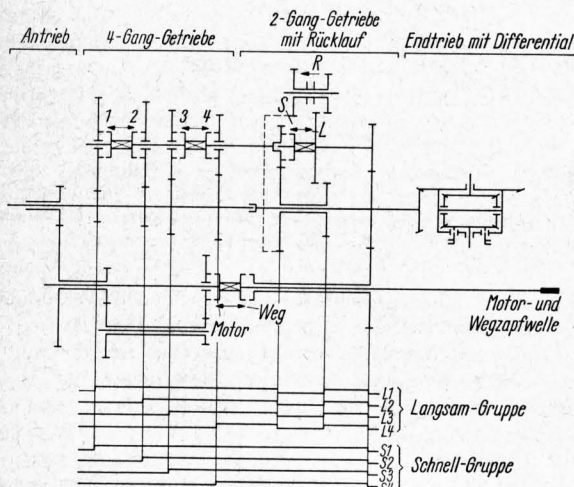 Antrieb
4-Gang-Getriebe
2-Gang-Getriebe
mit Rücklauf
Endtrieb mit Differential
R
S
1 2
3 4
L
Motor
Weg
Motor- und
Wegzapfwelle
L1
L2
L3
L4
Langsam-Gruppe
S1
S2
S3
S4
Schnell-Gruppe